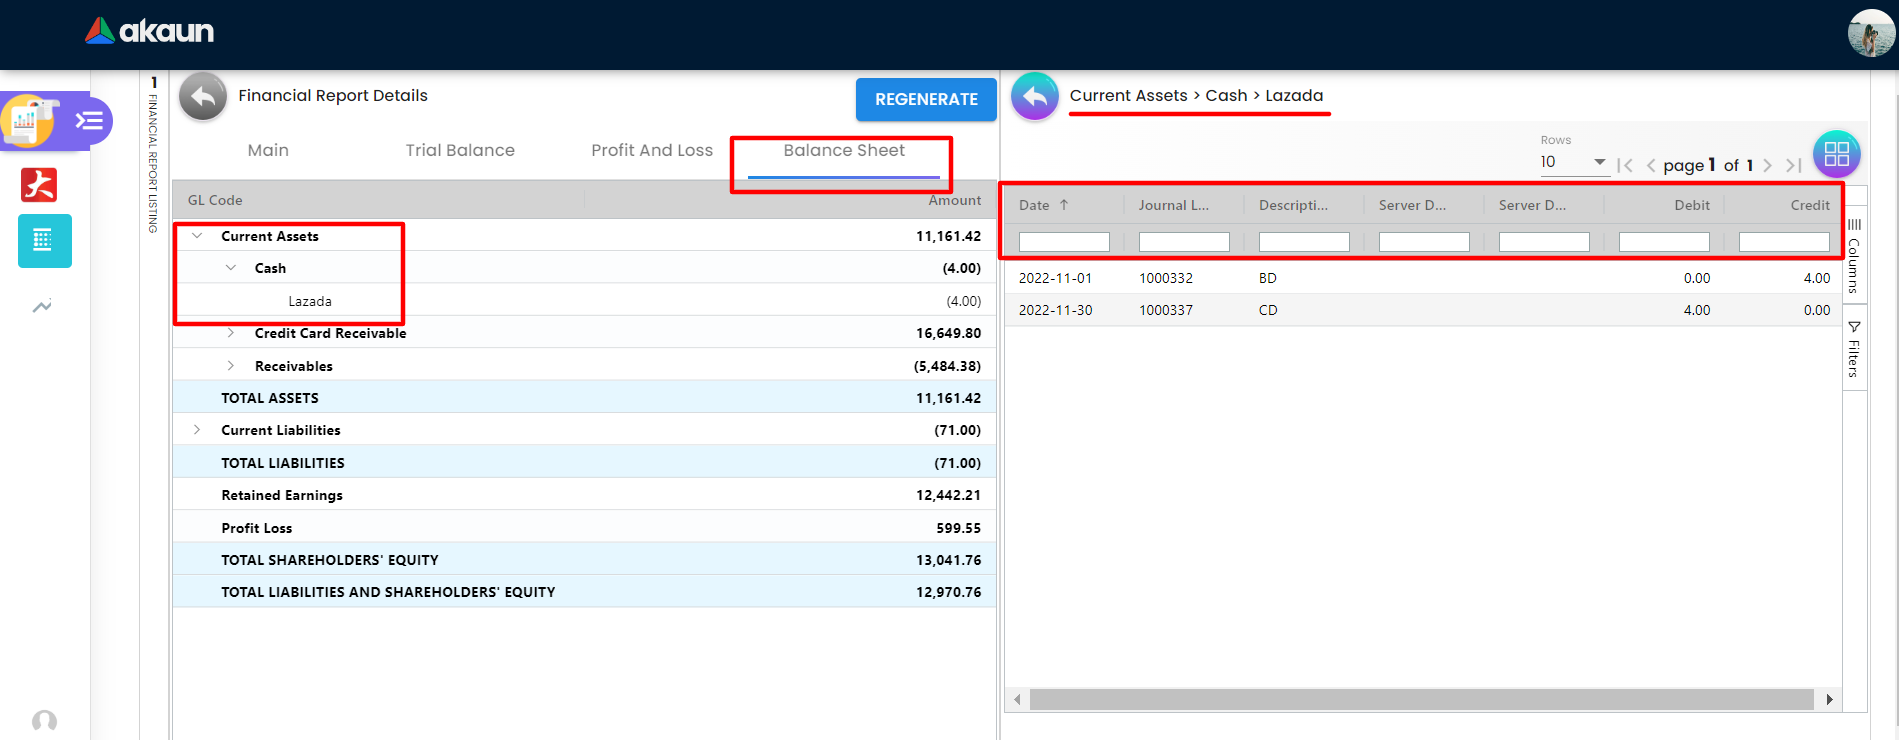 akaun
1 FINANCIAL REPORT LISTING
Financial Report Details
REGENERATE
Main Trial Balance Profit And Loss Balance Sheet
GL Code Amount
Current Assets 11,161.42
Cash (4.00)
Lazada (4.00)
Credit Card Receivable 16,649.80
Receivables (5,484.38)
TOTAL ASSETS 11,161.42
Current Liabilities (71.00)
TOTAL LIABILITIES (71.00)
Retained Earnings 12,442.21
Profit Loss 599.55
TOTAL SHAREHOLDERS' EQUITY 13,041.76
TOTAL LIABILITIES AND SHAREHOLDERS' EQUITY 12,970.76
Current Assets > Cash > Lazada
Rows
10 page 1 of 1
Date ↑ Journal L... Descripti... Server D... Server D... Debit Credit
2022-11-01 1000332 BD 0.00 4.00
2022-11-30 1000337 CD 4.00 0.00
Columns
Filters